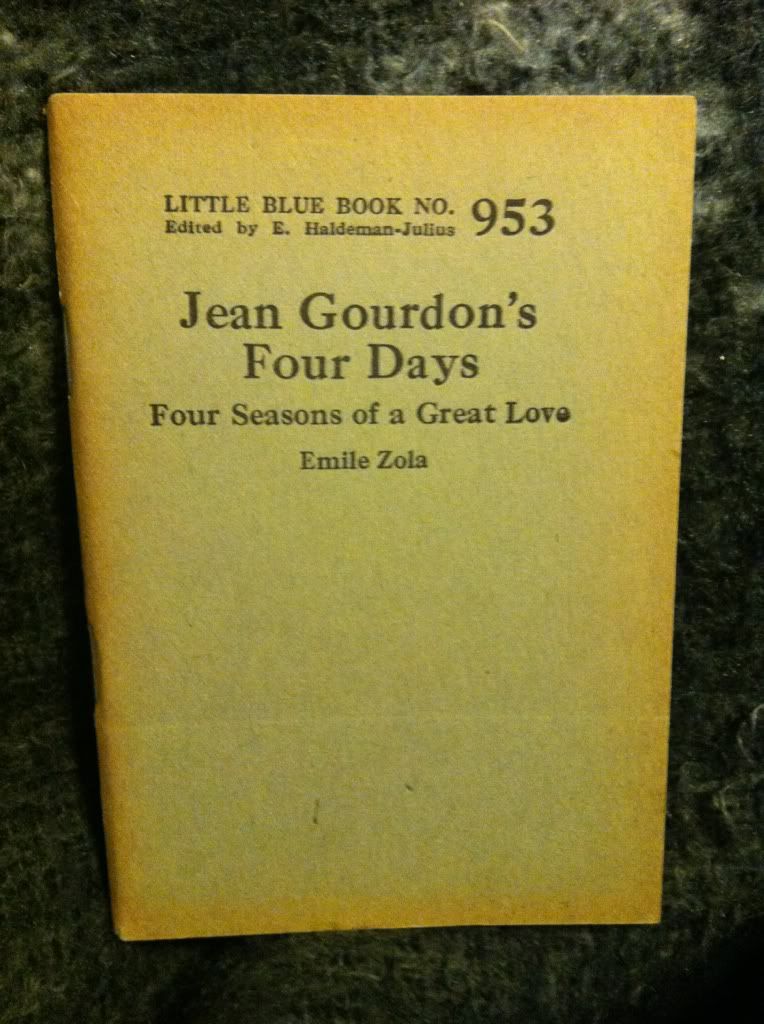 LITTLE BLUE BOOK NO. 953
Edited by E. Haldeman-Julius
Jean Gourdon's
Four Days
Four Seasons of a Great Love
Emile Zola